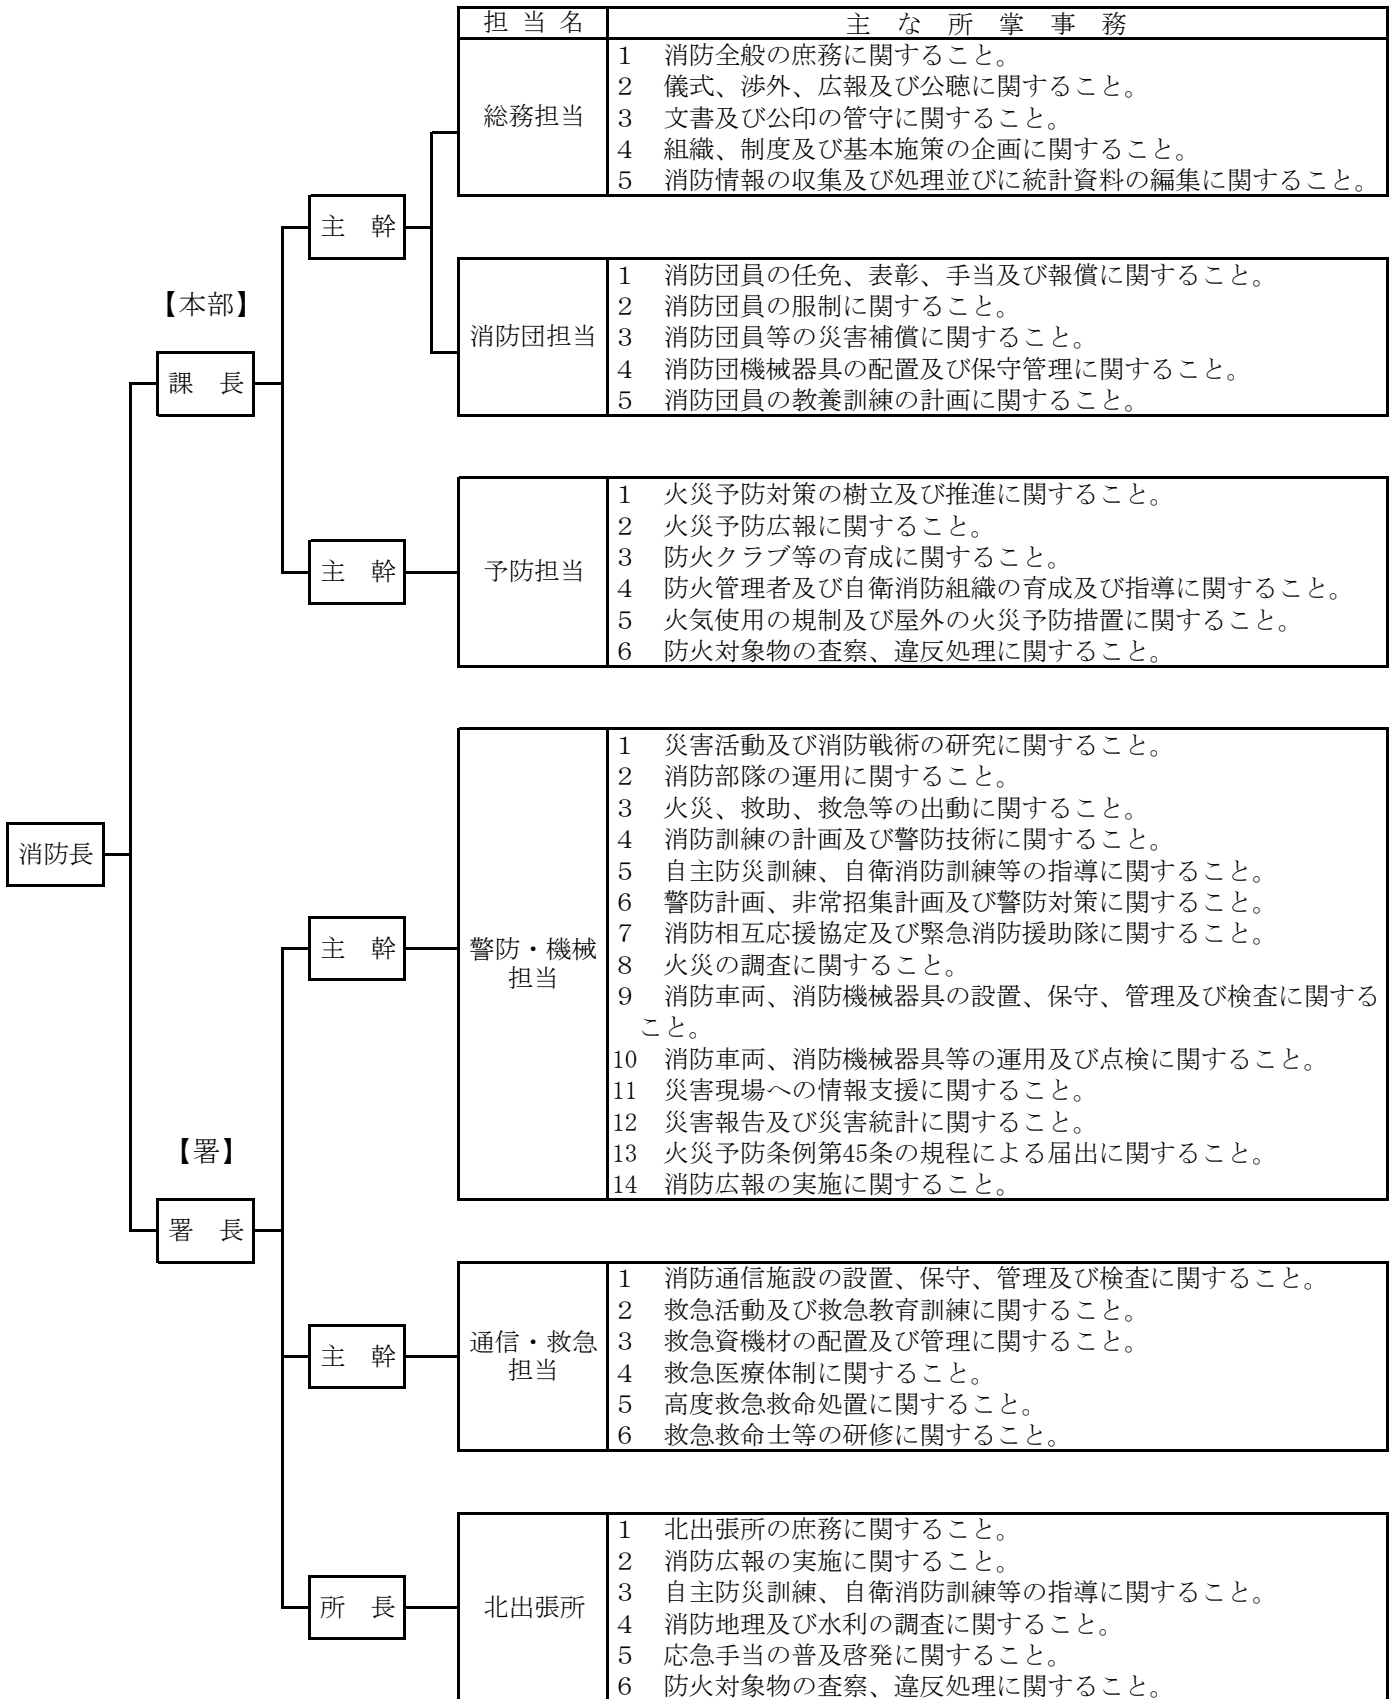 担当名 主な所掌事務
総務担当
1 消防全般の庶務に関すること。
2 儀式、渉外、広報及び公聴に関すること。
3 文書及び公印の管守に関すること。
4 組織、制度及び基本施策の企画に関すること。
5 消防情報の収集及び処理並びに統計資料の編集に関すること。
主 幹
【本部】
課 長
消防団担当
1 消防団員の任免、表彰、手当及び報償に関すること。
2 消防団員の服制に関すること。
3 消防団員等の災害補償に関すること。
4 消防団機械器具の配置及び保守管理に関すること。
5 消防団員の教養訓練の計画に関すること。
主 幹
予防担当
1 火災予防対策の樹立及び推進に関すること。
2 火災予防広報に関すること。
3 防火クラブ等の育成に関すること。
4 防火管理者及び自衛消防組織の育成及び指導に関すること。
5 火気使用の規制及び屋外の火災予防措置に関すること。
6 防火対象物の査察、違反処理に関すること。
消防長
主 幹
警防・機械
担当
1 災害活動及び消防戦術の研究に関すること。
2 消防部隊の運用に関すること。
3 火災、救助、救急等の出動に関すること。
4 消防訓練の計画及び警防技術に関すること。
5 自主防災訓練、自衛消防訓練等の指導に関すること。
6 警防計画、非常招集計画及び警防対策に関すること。
7 消防相互応援協定及び緊急消防援助隊に関すること。
8 火災の調査に関すること。
9 消防車両、消防機械器具の設置、保守、管理及び検査に関する
こと。
10 消防車両、消防機械器具等の運用及び点検に関すること。
11 災害現場への情報支援に関すること。
12 災害報告及び災害統計に関すること。
13 火災予防条例第45条の規程による届出に関すること。
14 消防広報の実施に関すること。
【署】
署 長
主 幹
通信・救急
担当
1 消防通信施設の設置、保守、管理及び検査に関すること。
2 救急活動及び救急教育訓練に関すること。
3 救急資機材の配置及び管理に関すること。
4 救急医療体制に関すること。
5 高度救急救命処置に関すること。
6 救急救命士等の研修に関すること。
所 長
北出張所
1 北出張所の庶務に関すること。
2 消防広報の実施に関すること。
3 自主防災訓練、自衛消防訓練等の指導に関すること。
4 消防地理及び水利の調査に関すること。
5 応急手当の普及啓発に関すること。
6 防火対象物の査察、違反処理に関すること。